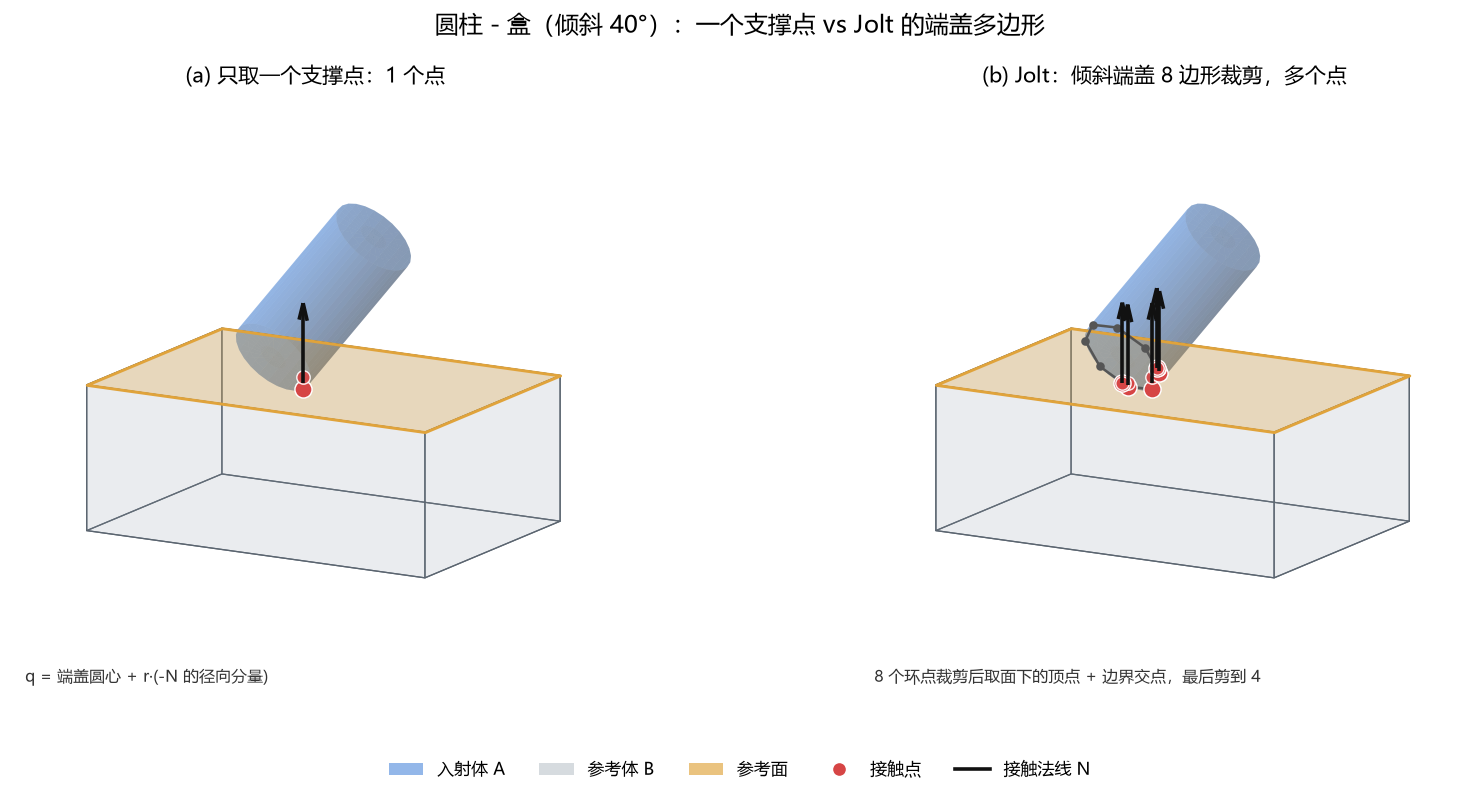 圆柱 - 盒（倾斜 40°）：一个支撑点 vs Jolt 的端盖多边形
(a) 只取一个支撑点：1 个点
(b) Jolt：倾斜端盖 8 边形裁剪，多个点
q = 端盖圆心 + r·(-N 的径向分量)
8 个环点裁剪后取面下的顶点 + 边界交点，最后剪到 4
入射体 A
参考体 B
参考面
接触点
接触法线 N